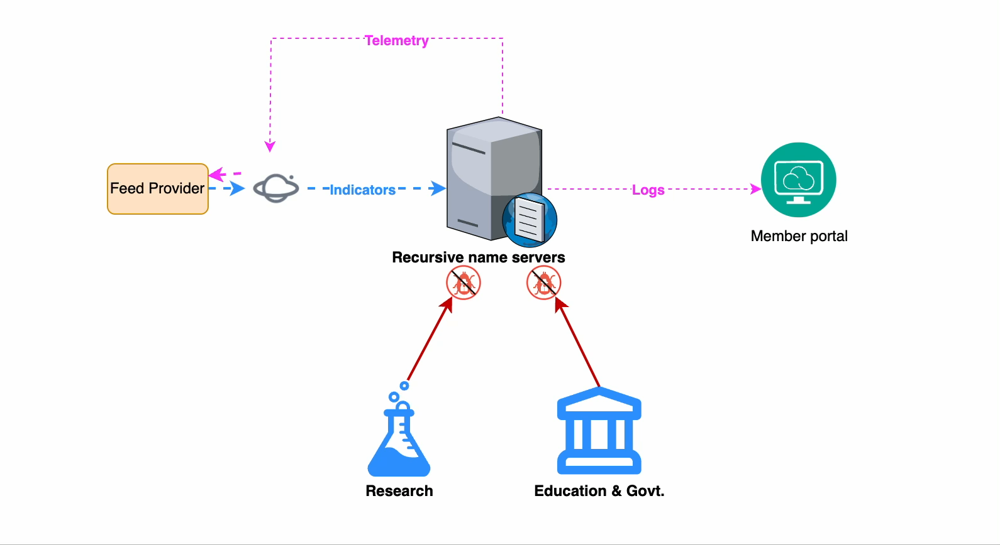 Telemetry
Feed Provider
Indicators
Logs
Member portal
Recursive name servers
Research
Education & Govt.